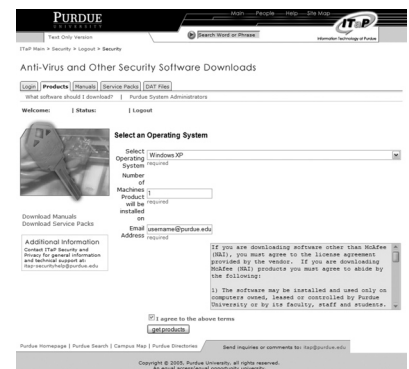 PURDUE
UNIVERSITY
Main People Help Site Map
ITaP
Text Only Version
Search Word or Phrase
Information Technology at Purdue
ITaP Main > Security > Logout > Security
Anti-Virus and Other Security Software Downloads
Login Products Manuals Service Packs DAT Files
What software should I download? | Purdue System Administrators
Welcome: | Status: | Logout
Select an Operating System
Select Operating System
Windows XP
required
Number of Machines Product will be installed on
1
required
Email Address
username@purdue.edu
required
Download Manuals
Download Service Packs
Additional Information
Contact ITaP Security and
Privacy for general information
and technical support at:
itap-securityhelp@purdue.edu
If you are downloading software other than McAfee
(NAI), you must agree to the license agreement
provided by the vendor. If you are downloading
McAfee (NAI) products you must agree to abide by
the following:
1) The software may be installed and used only on
computers owned, leased or controlled by Purdue
University or by its faculty, staff and students.
I agree to the above terms
get products
Purdue Homepage | Purdue Search | Campus Map | Purdue Directories
Send inquiries or comments to: itap@purdue.edu
Copyright © 2005, Purdue University, all rights reserved.
An equal access/equal opportunity university